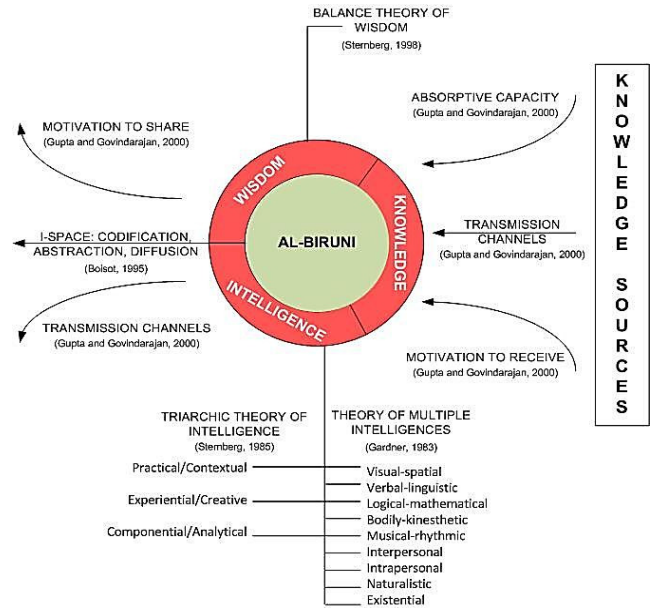 BALANCE THEORY OF
WISDOM
(Sternberg, 1998)
MOTIVATION TO SHARE
(Gupta and Govindarajan, 2000)
I-SPACE: CODIFICATION,
ABSTRACTION, DIFFUSION
(Boisot, 1995)
TRANSMISSION CHANNELS
(Gupta and Govindarajan, 2000)
WISDOM
KNOWLEDGE
INTELLIGENCE
AL-BIRUNI
ABSORPTIVE CAPACITY
(Gupta and Govindarajan, 2000)
TRANSMISSION
CHANNELS
(Gupta and Govindarajan, 2000)
MOTIVATION TO RECEIVE
(Gupta and Govindarajan, 2000)
KNOWLEDGE SOURCES
TRIARCHIC THEORY OF
INTELLIGENCE
(Sternberg, 1985)
Practical/Contextual
Experiential/Creative
Componential/Analytical
THEORY OF MULTIPLE
INTELLIGENCES
(Gardner, 1983)
Visual-spatial
Verbal-linguistic
Logical-mathematical
Bodily-kinesthetic
Musical-rhythmic
Interpersonal
Intrapersonal
Naturalistic
Existential